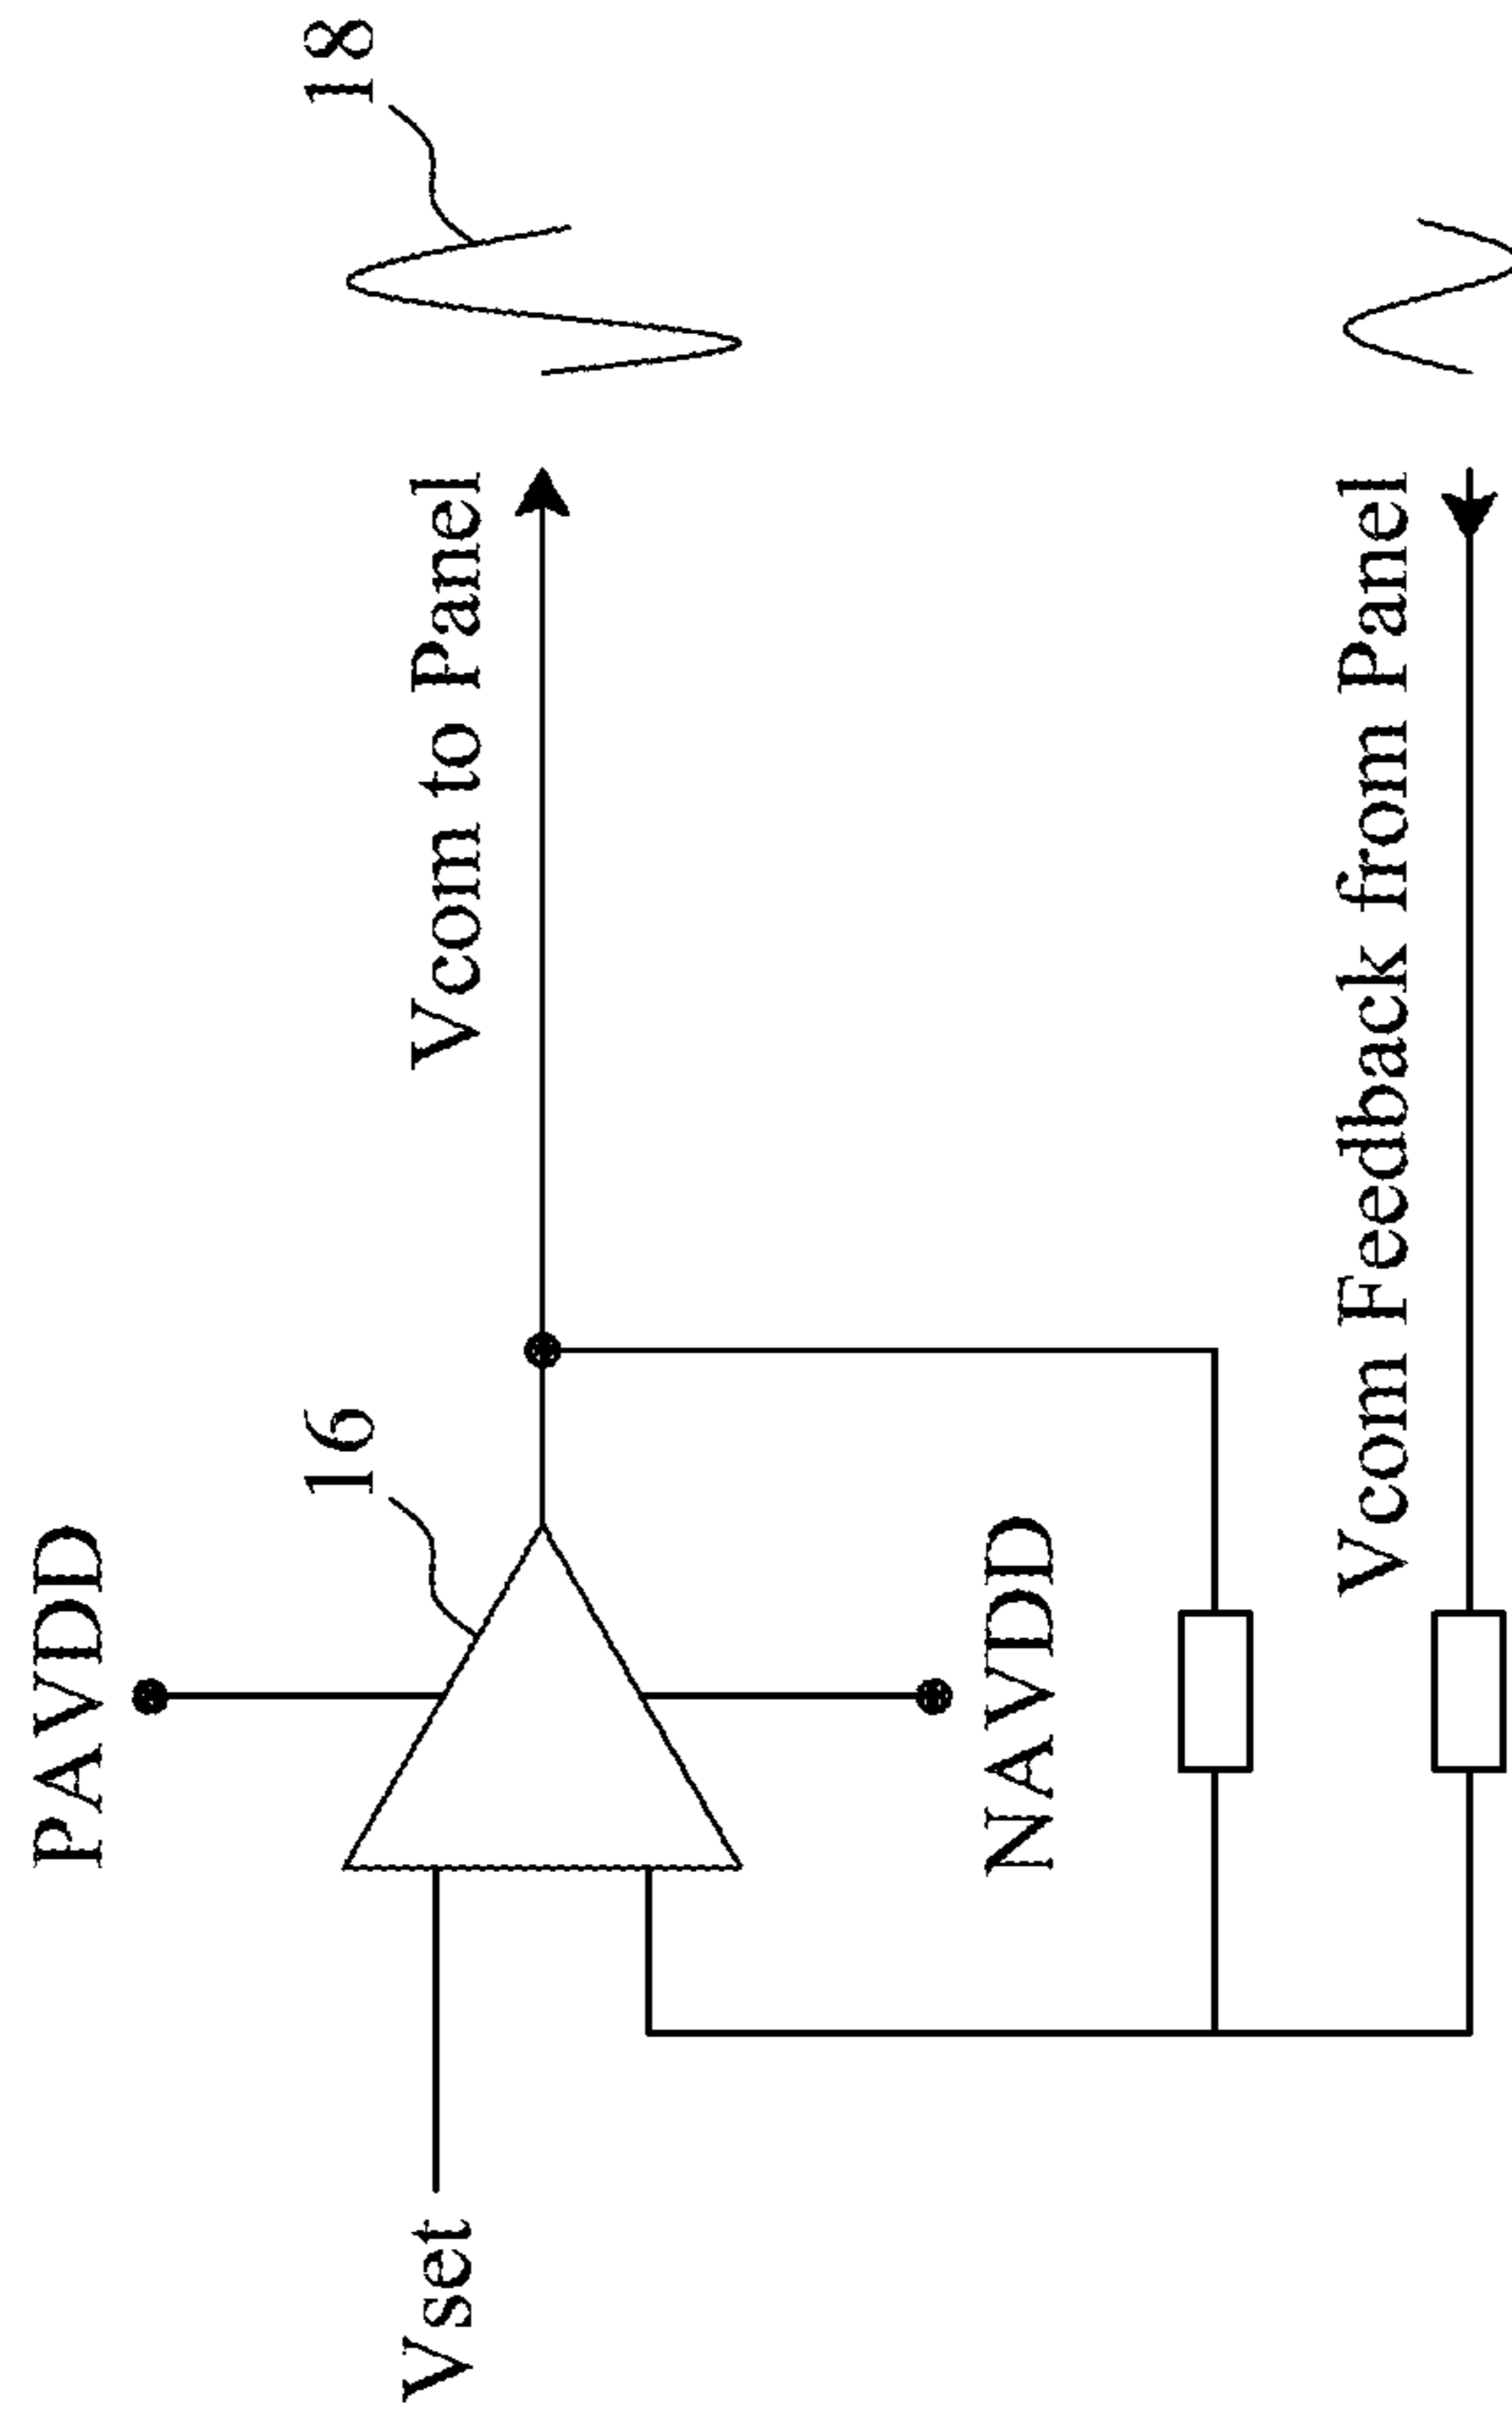 PAVDD
16
18
Vset
Vcom to Panel
NAVDD
Vcom Feedback from Panel